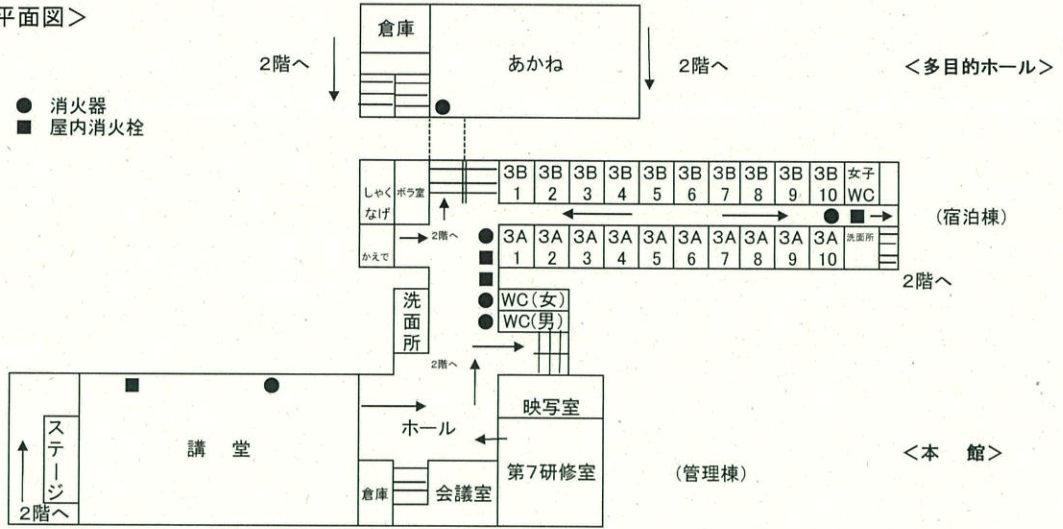 平面図＞
倉庫
2階へ
あかね
2階へ
＜多目的ホール＞
● 消火器
■ 屋内消火栓
しゃくなげ
ボラ室
3B 1
3B 2
3B 3
3B 4
3B 5
3B 6
3B 7
3B 8
3B 9
3B 10
女子WC
(宿泊棟)
かえで
2階へ
3A 1
3A 2
3A 3
3A 4
3A 5
3A 6
3A 7
3A 8
3A 9
3A 10
洗面所
2階へ
洗面所
WC(女)
WC(男)
2階へ
映写室
ホール
ステージ
講 堂
第7研修室
(管理棟)
＜本 館＞
倉庫
会議室
2階へ